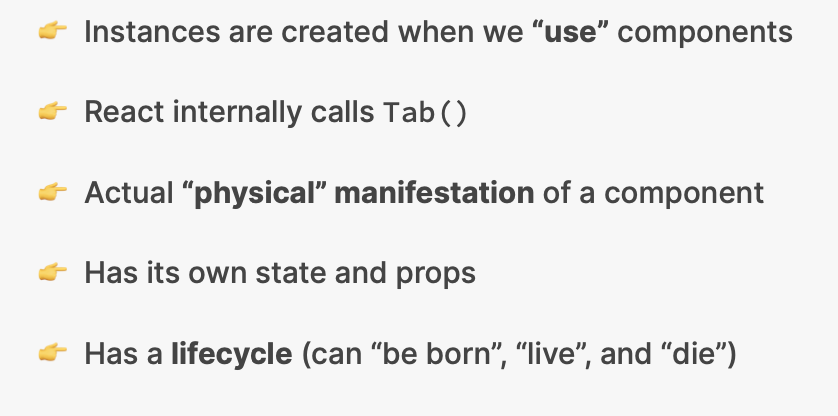 👉 Instances are created when we “use” components
👉 React internally calls Tab()
👉 Actual “physical” manifestation of a component
👉 Has its own state and props
👉 Has a lifecycle (can “be born”, “live”, and “die”)